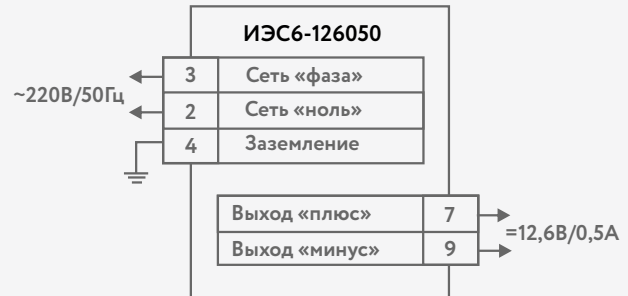 ИЭС6-126050
3 Сеть «фаза»
~220В/50Гц
2 Сеть «ноль»
4 Заземление
Выход «плюс» 7
=12,6В/0,5А
Выход «минус» 9